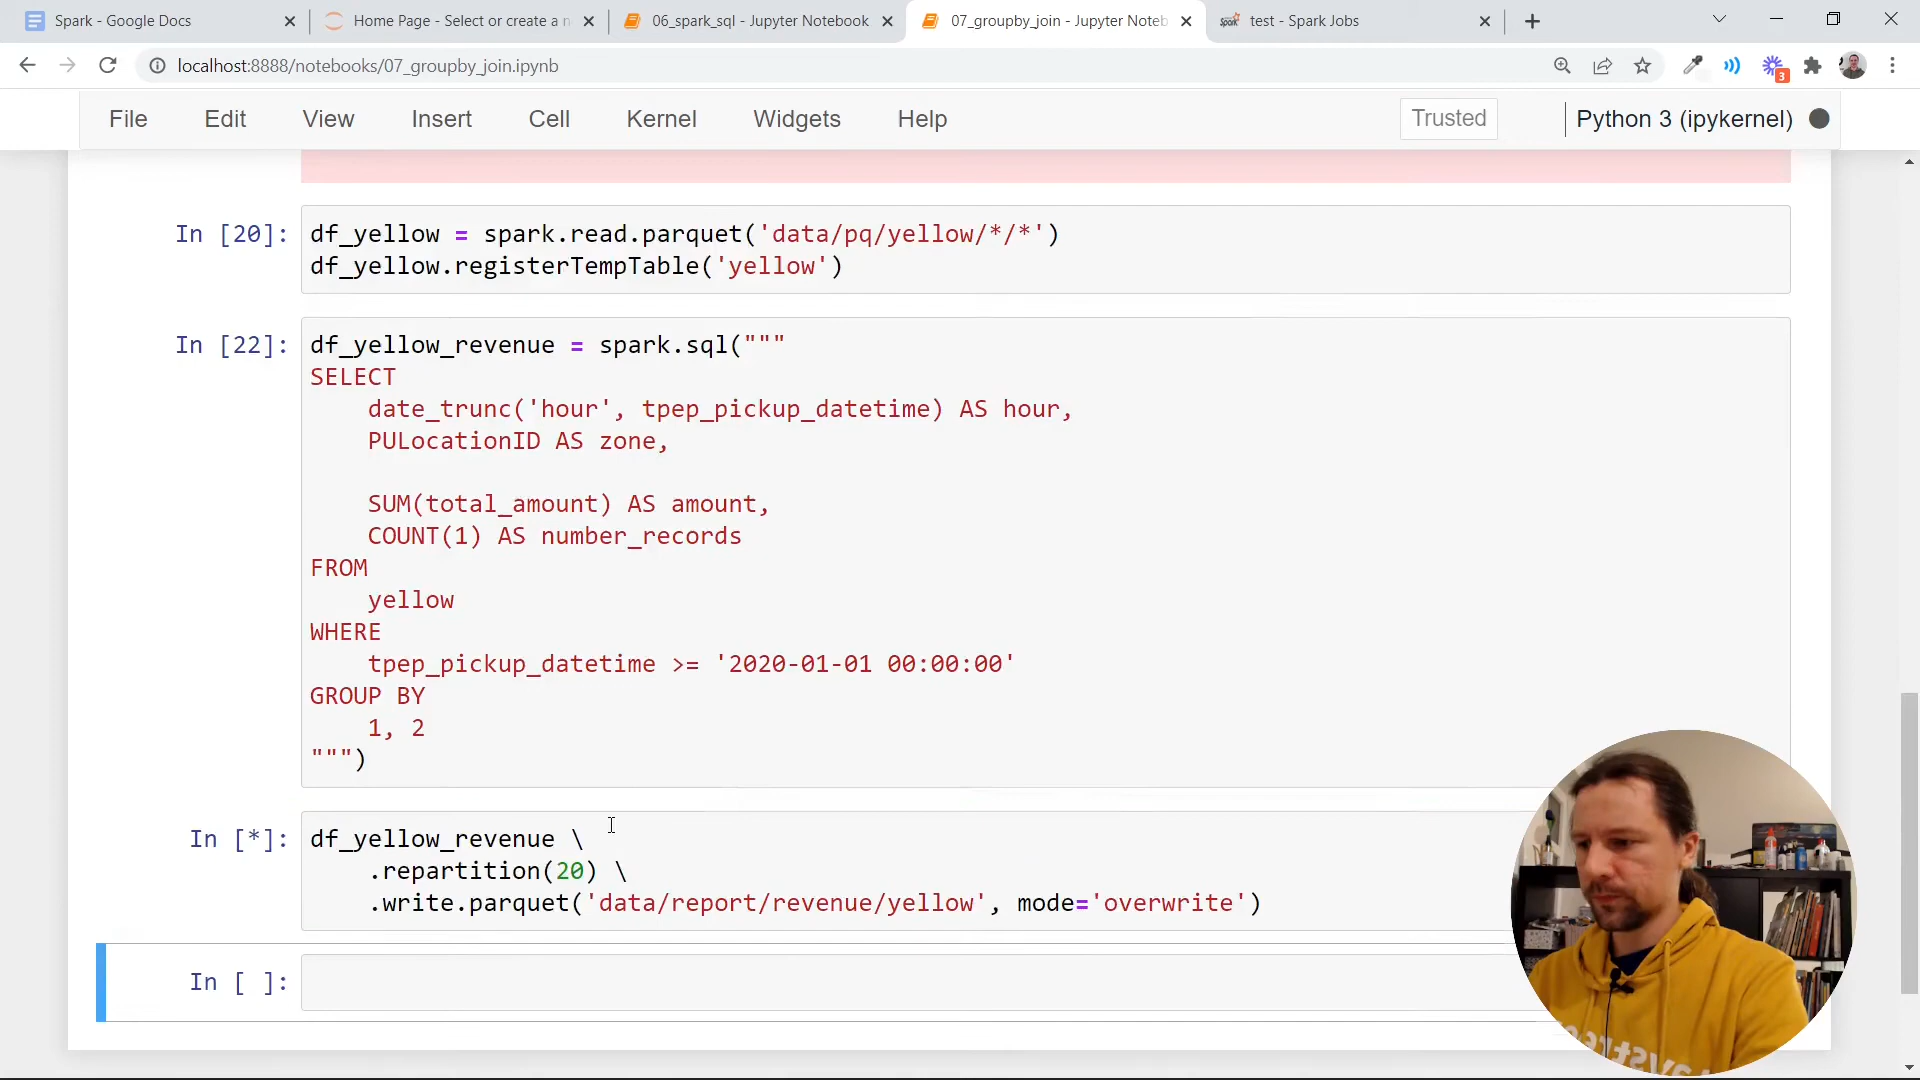 Spark - Google Docs
Home Page - Select or create a n
06_spark_sql - Jupyter Notebook
07_groupby_join - Jupyter Noteb
test - Spark Jobs
localhost:8888/notebooks/07_groupby_join.ipynb
3
File Edit View Insert Cell Kernel Widgets Help
Trusted
Python 3 (ipykernel)
In [20]:
df_yellow = spark.read.parquet('data/pq/yellow/*/*')
df_yellow.registerTempTable('yellow')
In [22]:
df_yellow_revenue = spark.sql("""
SELECT
date_trunc('hour', tpep_pickup_datetime) AS hour,
PULocationID AS zone,
SUM(total_amount) AS amount,
COUNT(1) AS number_records
FROM
yellow
WHERE
tpep_pickup_datetime >= '2020-01-01 00:00:00'
GROUP BY
1, 2
""")
In [*]:
df_yellow_revenue \
.repartition(20) \
.write.parquet('data/report/revenue/yellow', mode='overwrite')
In [ ]: